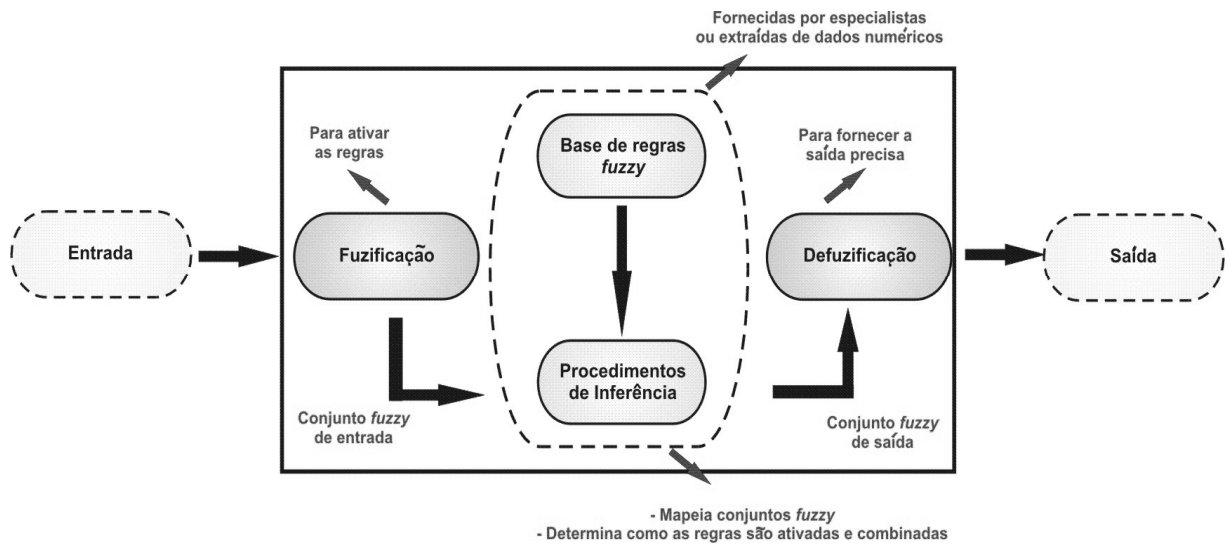 Fornecidas por especialistas
ou extraídas de dados numéricos
Para ativar
as regras
Base de regras
fuzzy
Para fornecer a
saída precisa
Entrada
Fuzificação
Defuzificação
Saída
Procedimentos
de Inferência
Conjunto fuzzy
de entrada
Conjunto fuzzy
de saída
- Mapeia conjuntos fuzzy
- Determina como as regras são ativadas e combinadas